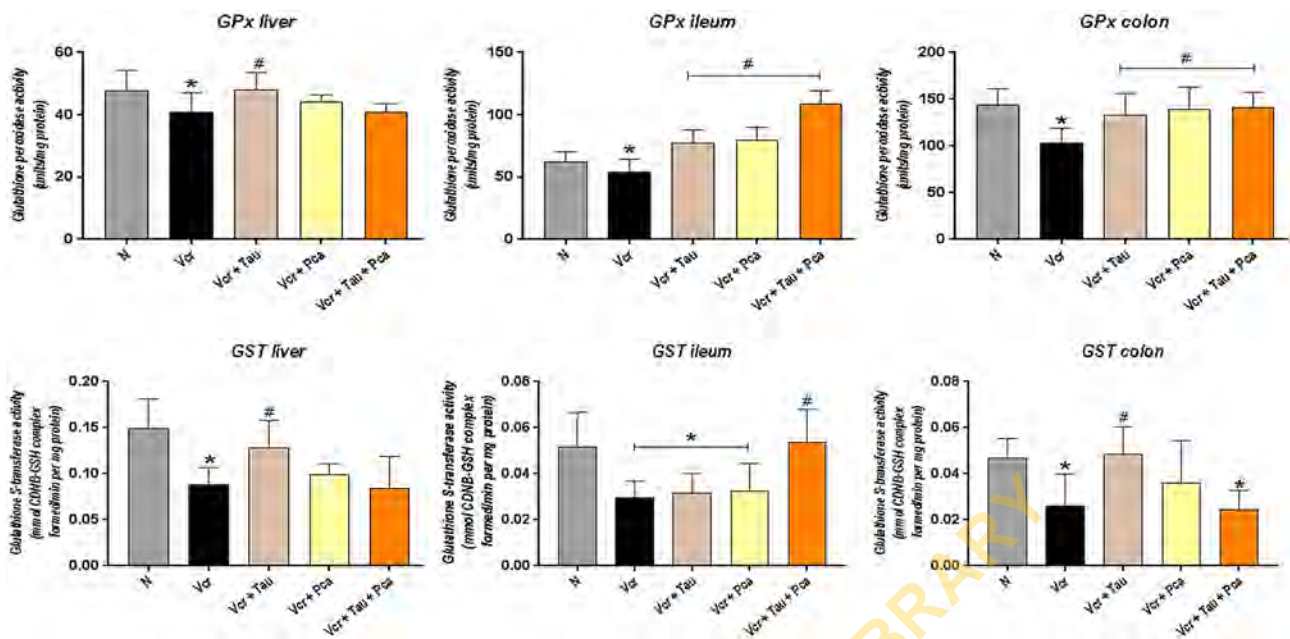 GPx liver
Glutathione peroxidase activity
(units/mg protein)
60
40
20
0
*
#
N
Vcr
Vcr + Tau
Vcr + Pca
Vcr + Tau + Pca
GPx ileum
Glutathione peroxidase activity
(units/mg protein)
150
100
50
0
*
#
N
Vcr
Vcr + Tau
Vcr + Pca
Vcr + Tau + Pca
GPx colon
Glutathione peroxidase activity
(units/mg protein)
200
150
100
50
0
*
#
N
Vcr
Vcr + Tau
Vcr + Pca
Vcr + Tau + Pca
GST liver
Glutathione S-transferase activity
(mmol CDNB-GSH complex
formed/min per mg protein)
0.20
0.15
0.10
0.05
0.00
*
#
N
Vcr
Vcr + Tau
Vcr + Pca
Vcr + Tau + Pca
GST ileum
Glutathione S-transferase activity
(mmol CDNB-GSH complex
formed/min per mg protein)
0.08
0.06
0.04
0.02
0.00
*
#
N
Vcr
Vcr + Tau
Vcr + Pca
Vcr + Tau + Pca
GST colon
Glutathione S-transferase activity
(mmol CDNB-GSH complex
formed/min per mg protein)
0.08
0.06
0.04
0.02
0.00
*
#
*
N
Vcr
Vcr + Tau
Vcr + Pca
Vcr + Tau + Pca
BRARY